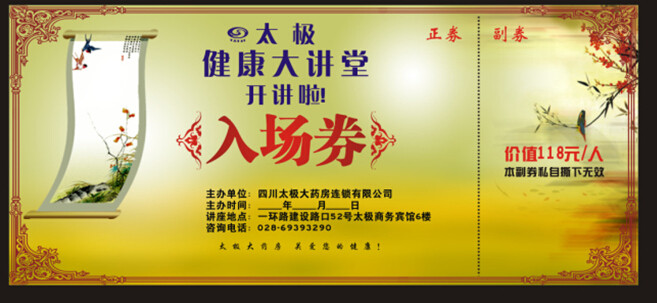 太极
健康大讲堂
开讲啦!
入场券
主办单位：四川太极大药房连锁有限公司
主办时间：____年____月____日
讲座地点：一环路建设路口52号太极商务宾馆6楼
咨询电话：028-69393290
太极大药房 关爱您的健康！
正券
副券
价值118元/人
本副券私自撕下无效